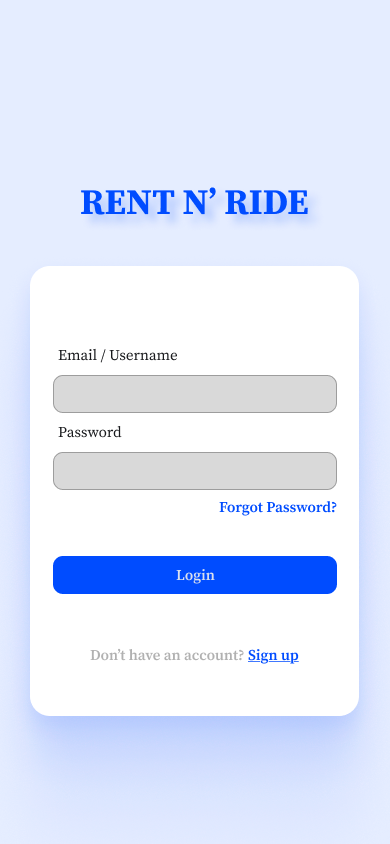 RENT N’ RIDE
Email / Username
Password
Forgot Password?
Login
Don’t have an account? Sign up